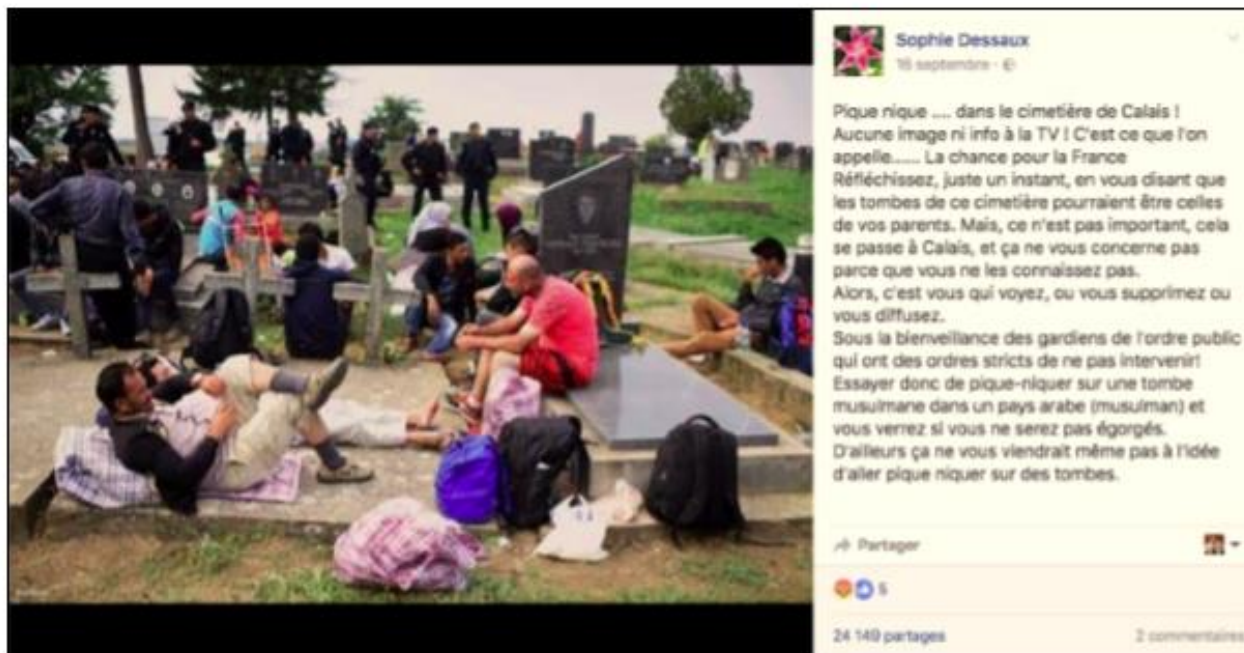 Sophie Dessaux
16 septembre ·
Pique nique .... dans le cimetière de Calais !
Aucune image ni info à la TV ! C'est ce que l'on
appelle...... La chance pour la France
Réfléchissez, juste un instant, en vous disant que
les tombes de ce cimetière pourraient être celles
de vos parents. Mais, ce n'est pas important, cela
se passe à Calais, et ça ne vous concerne pas
parce que vous ne les connaissez pas.
Alors, c'est vous qui voyez, ou vous supprimez ou
vous diffusez.
Sous la bienveillance des gardiens de l'ordre public
qui ont des ordres stricts de ne pas intervenir!
Essayer donc de pique-niquer sur une tombe
musulmane dans un pays arabe (musulman) et
vous verrez si vous ne serez pas égorgés.
D'ailleurs ça ne vous viendrait même pas à l'idée
d'aller pique niquer sur des tombes.
Partager
5
24 149 partages
2 commentaires